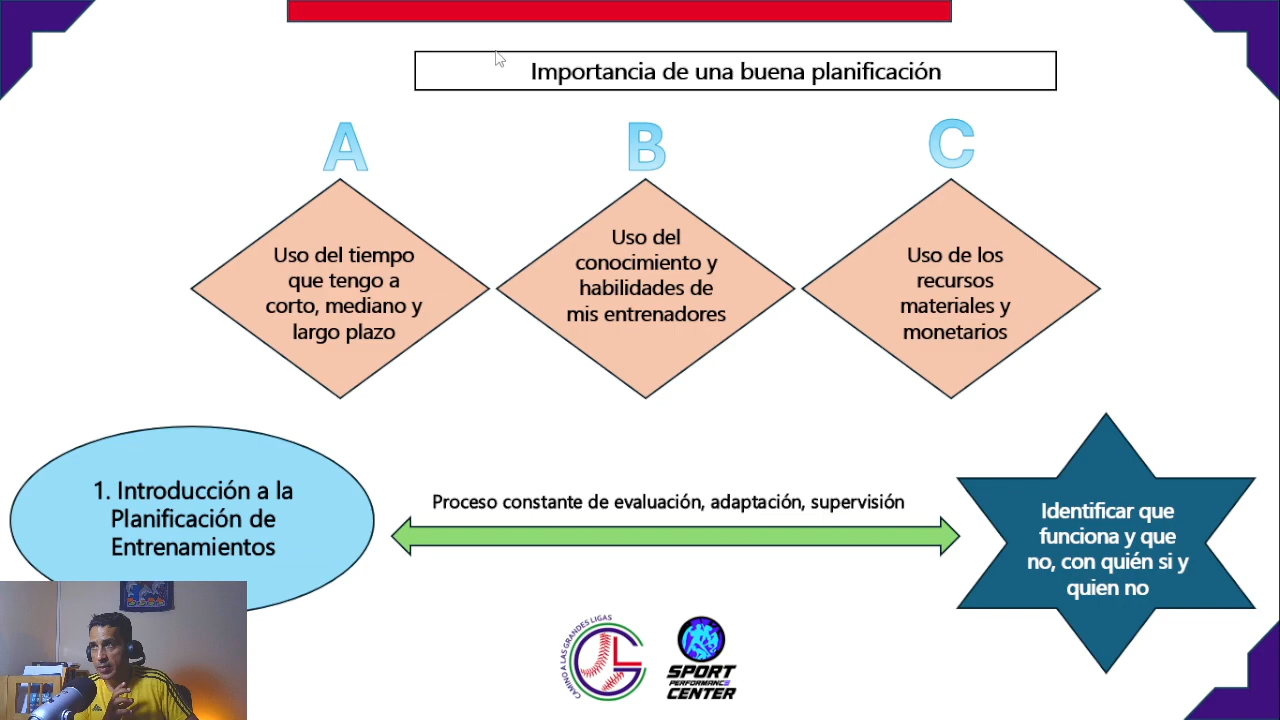 Importancia de una buena planificación
A
B
C
Uso del tiempo
que tengo a
corto, mediano y
largo plazo
Uso del
conocimiento y
habilidades de
mis entrenadores
Uso de los
recursos
materiales y
monetarios
1. Introducción a la
Planificación de
Entrenamientos
Proceso constante de evaluación, adaptación, supervisión
Identificar que
funciona y que
no, con quién si y
quien no
CAMINO A LAS GRANDES LIGAS
GL
SPORT
PERFORMANCE
CENTER